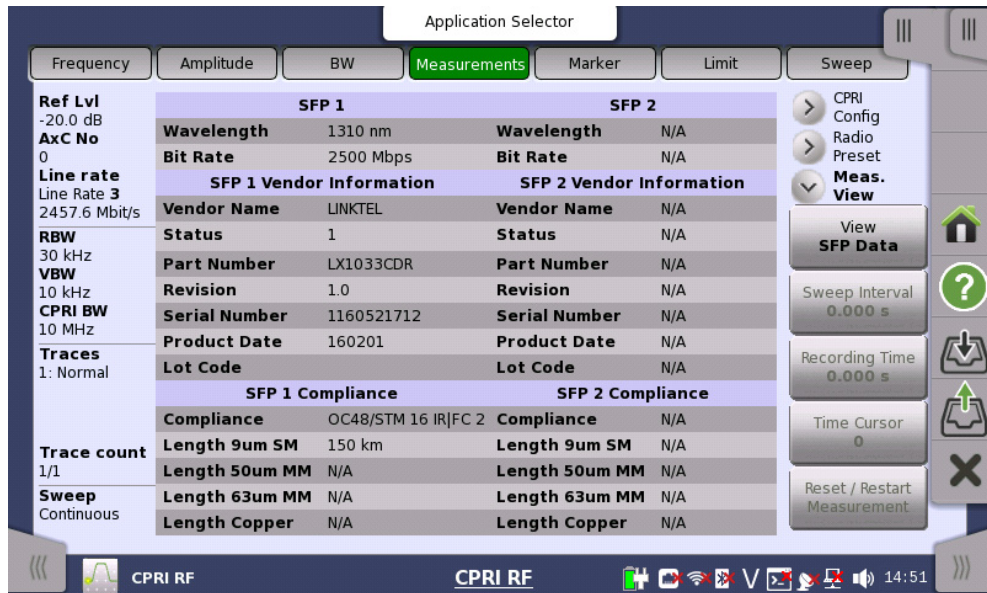 Application Selector
Frequency Amplitude BW Measurements Marker Limit Sweep
Ref Lvl
-20.0 dB
AxC No
0
Line rate
Line Rate 3
2457.6 Mbit/s
RBW
30 kHz
VBW
10 kHz
CPRI BW
10 MHz
Traces
1: Normal
Trace count
1/1
Sweep
Continuous
SFP 1 SFP 2
Wavelength 1310 nm Wavelength N/A
Bit Rate 2500 Mbps Bit Rate N/A
SFP 1 Vendor Information SFP 2 Vendor Information
Vendor Name LINKTEL Vendor Name N/A
Status 1 Status N/A
Part Number LX1033CDR Part Number N/A
Revision 1.0 Revision N/A
Serial Number 1160521712 Serial Number N/A
Product Date 160201 Product Date N/A
Lot Code Lot Code N/A
SFP 1 Compliance SFP 2 Compliance
Compliance OC48/STM 16 IR|FC 2 Compliance N/A
Length 9um SM 150 km Length 9um SM N/A
Length 50um MM N/A Length 50um MM N/A
Length 63um MM N/A Length 63um MM N/A
Length Copper N/A Length Copper N/A
CPRI
Config
Radio
Preset
Meas.
View
View
SFP Data
Sweep Interval
0.000 s
Recording Time
0.000 s
Time Cursor
0
Reset / Restart
Measurement
CPRI RF CPRI RF V 14:51